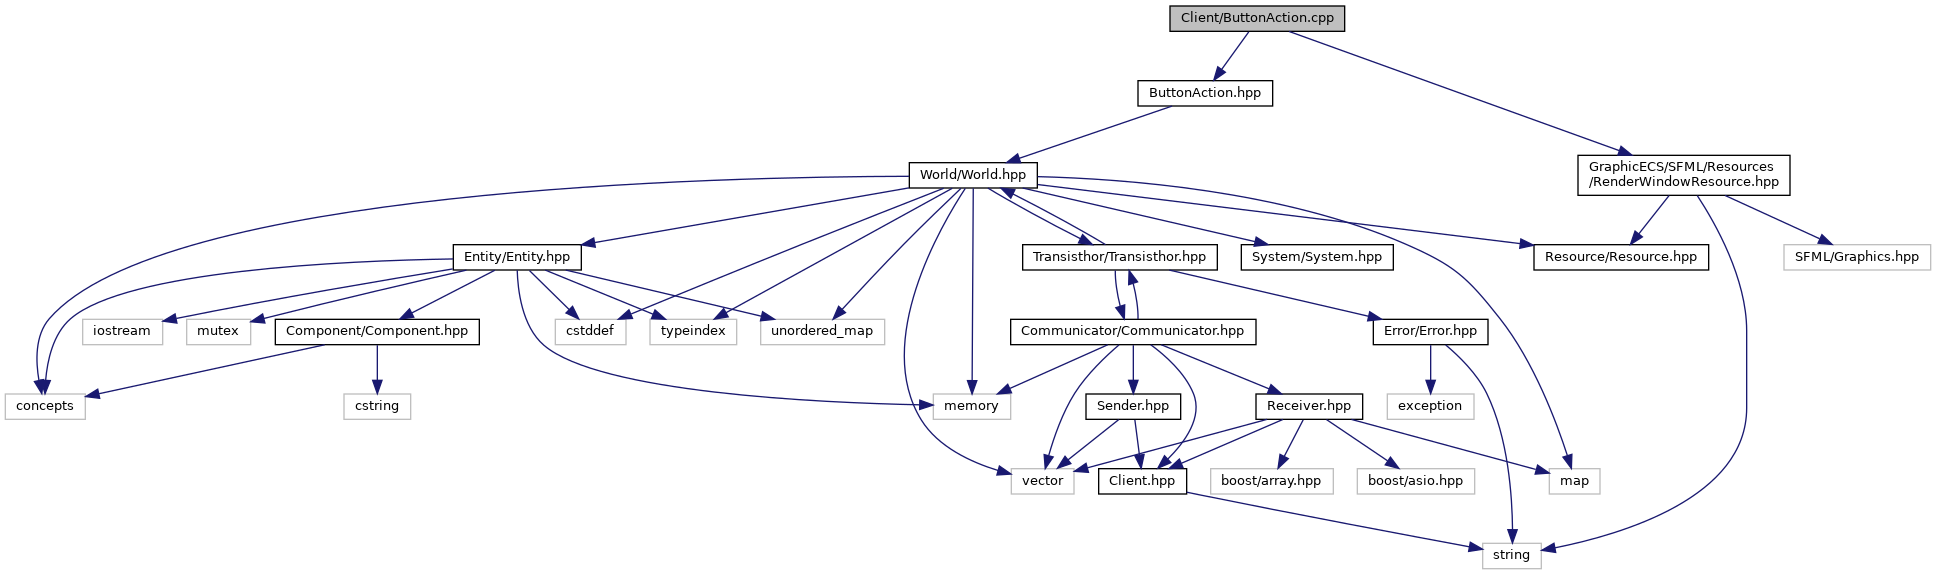 Client/ButtonAction.cpp
ButtonAction.hpp
GraphicECS/SFML/Resources
/RenderWindowResource.hpp
World/World.hpp
Entity/Entity.hpp
Transisthor/Transisthor.hpp
System/System.hpp
Resource/Resource.hpp
SFML/Graphics.hpp
iostream
mutex
Component/Component.hpp
cstddef
typeindex
unordered_map
Communicator/Communicator.hpp
Error/Error.hpp
concepts
cstring
memory
Sender.hpp
Receiver.hpp
exception
vector
Client.hpp
boost/array.hpp
boost/asio.hpp
map
string